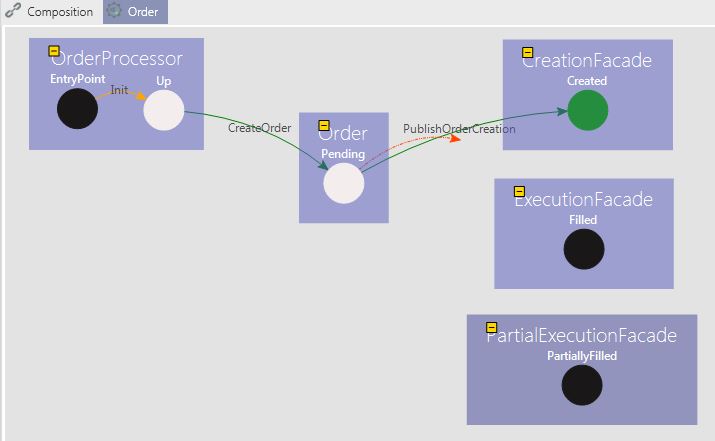 Composition
Order
OrderProcessor
EntryPoint
Up
Init
CreateOrder
Order
Pending
PublishOrderCreation
CreationFacade
Created
ExecutionFacade
Filled
PartialExecutionFacade
PartiallyFilled